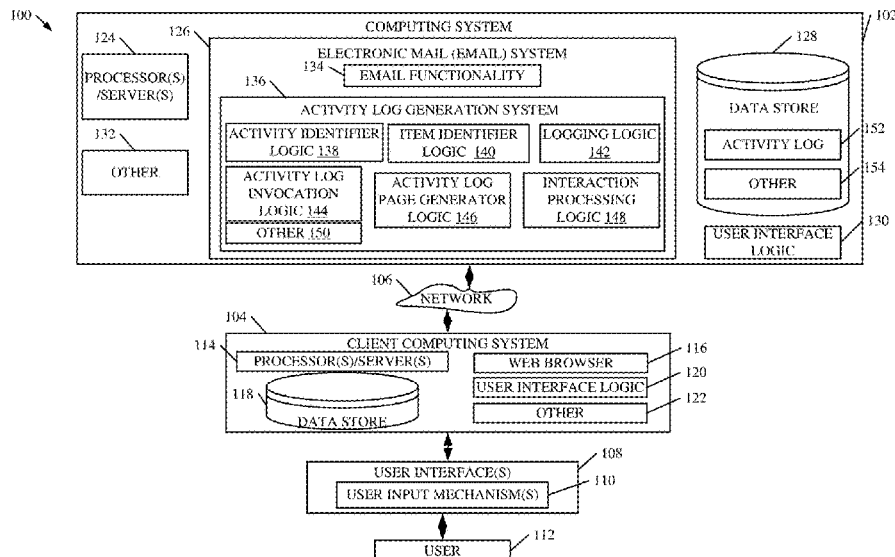 100
COMPUTING SYSTEM
102
124
PROCESSOR(S)
/SERVER(S)
132
OTHER
126
ELECTRONIC MAIL (EMAIL) SYSTEM
134
EMAIL FUNCTIONALITY
136
ACTIVITY LOG GENERATION SYSTEM
ACTIVITY IDENTIFIER
LOGIC 138
ITEM IDENTIFIER
LOGIC 140
LOGGING LOGIC
142
ACTIVITY LOG
INVOCATION
LOGIC 144
ACTIVITY LOG
PAGE GENERATOR
LOGIC 146
INTERACTION
PROCESSING
LOGIC 148
OTHER 150
128
DATA STORE
152
ACTIVITY LOG
154
OTHER
130
USER INTERFACE
LOGIC
106
NETWORK
104
CLIENT COMPUTING SYSTEM
114
PROCESSOR(S)/SERVER(S)
118
DATA STORE
WEB BROWSER
116
USER INTERFACE LOGIC
120
OTHER
122
USER INTERFACE(S)
108
USER INPUT MECHANISM(S)
110
USER
112